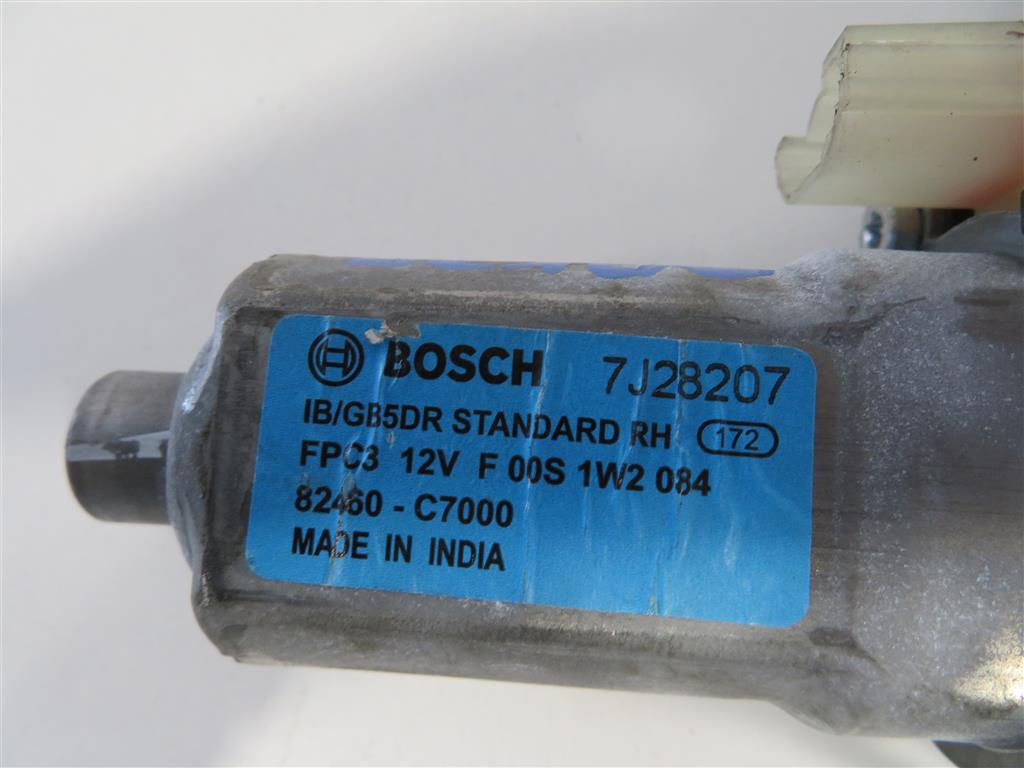 BOSCH 7J28207
IB/GB5DR STANDARD RH 172
FPC3 12V F 00S 1W2 084
82460 - C7000
MADE IN INDIA